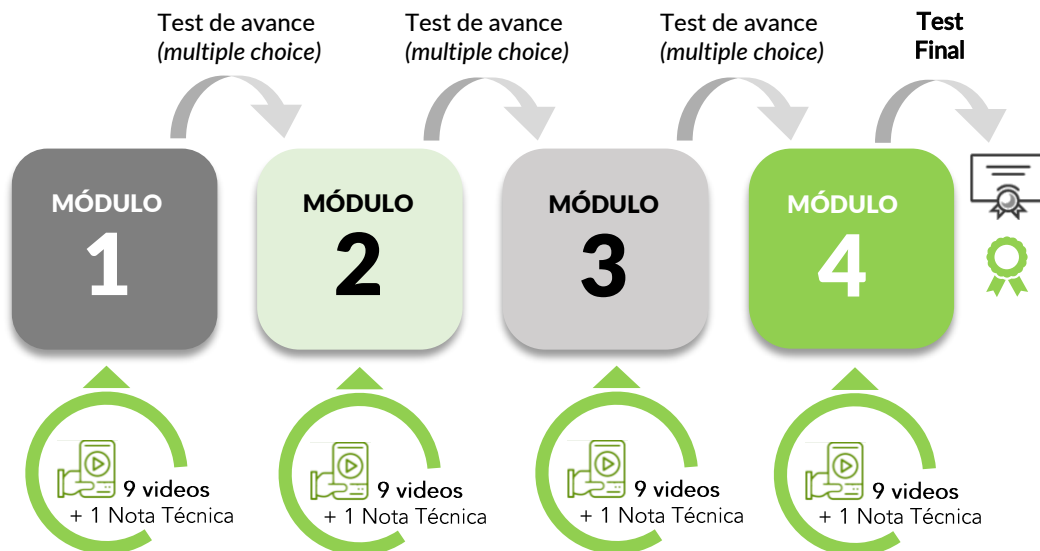 Test de avance
(multiple choice)
Test de avance
(multiple choice)
Test de avance
(multiple choice)
Test
Final
MÓDULO
1
MÓDULO
2
MÓDULO
3
MÓDULO
4
9 videos
+ 1 Nota Técnica
9 videos
+ 1 Nota Técnica
9 videos
+ 1 Nota Técnica
9 videos
+ 1 Nota Técnica